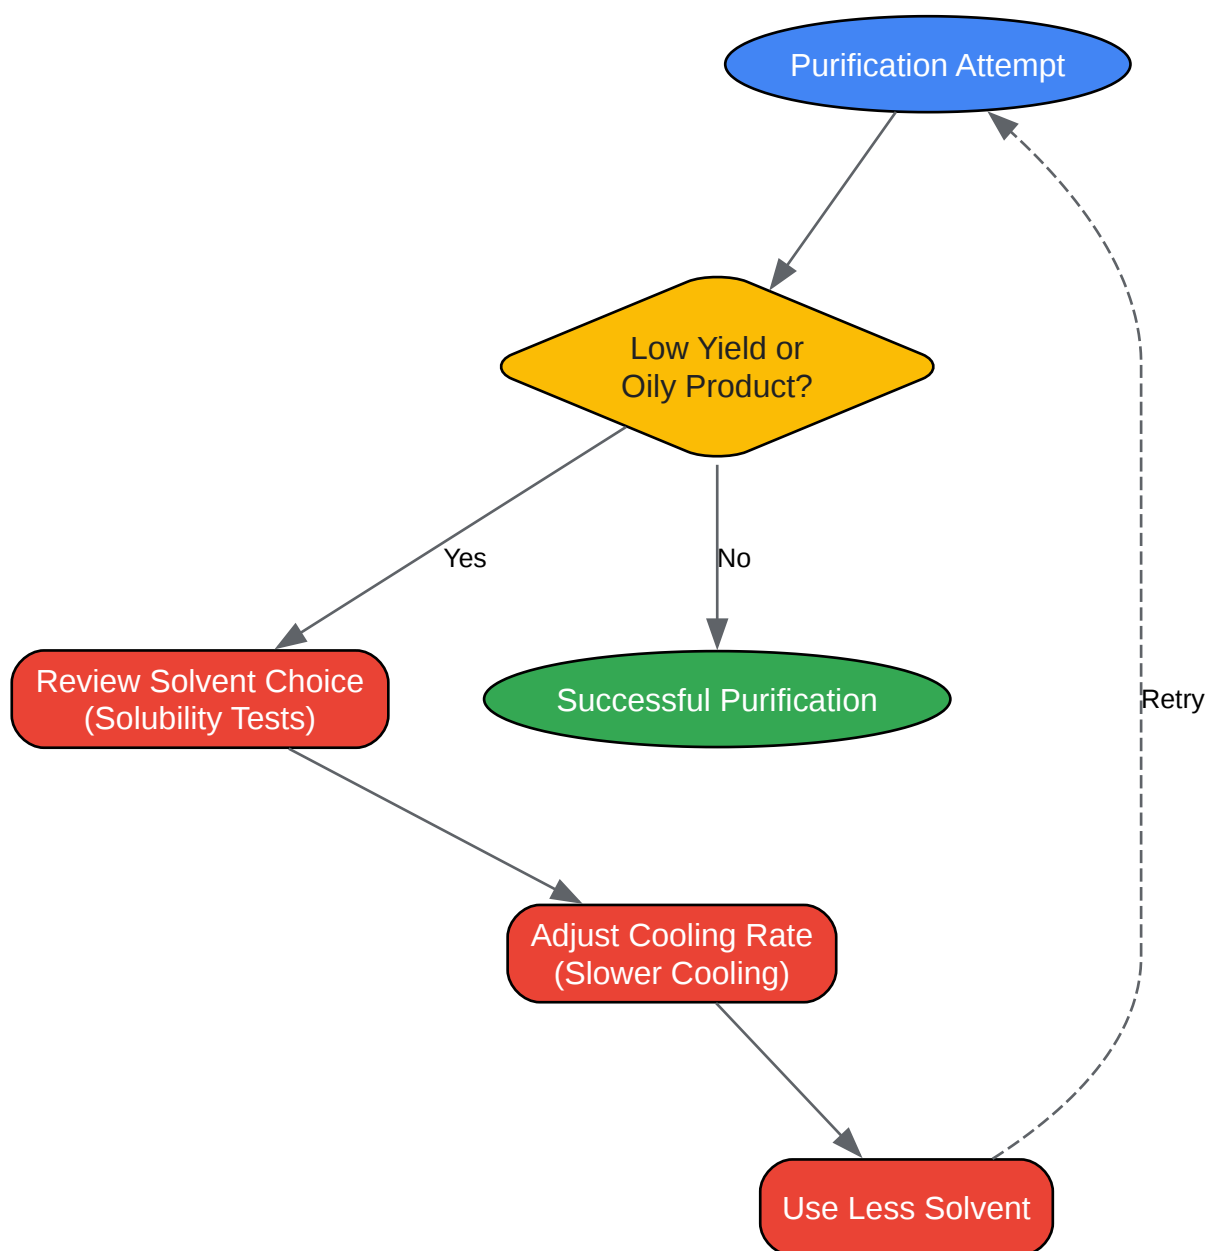 Purification Attempt
Low Yield or
Oily Product?
Yes
No
Review Solvent Choice
(Solubility Tests)
Successful Purification
Retry
Adjust Cooling Rate
(Slower Cooling)
Use Less Solvent